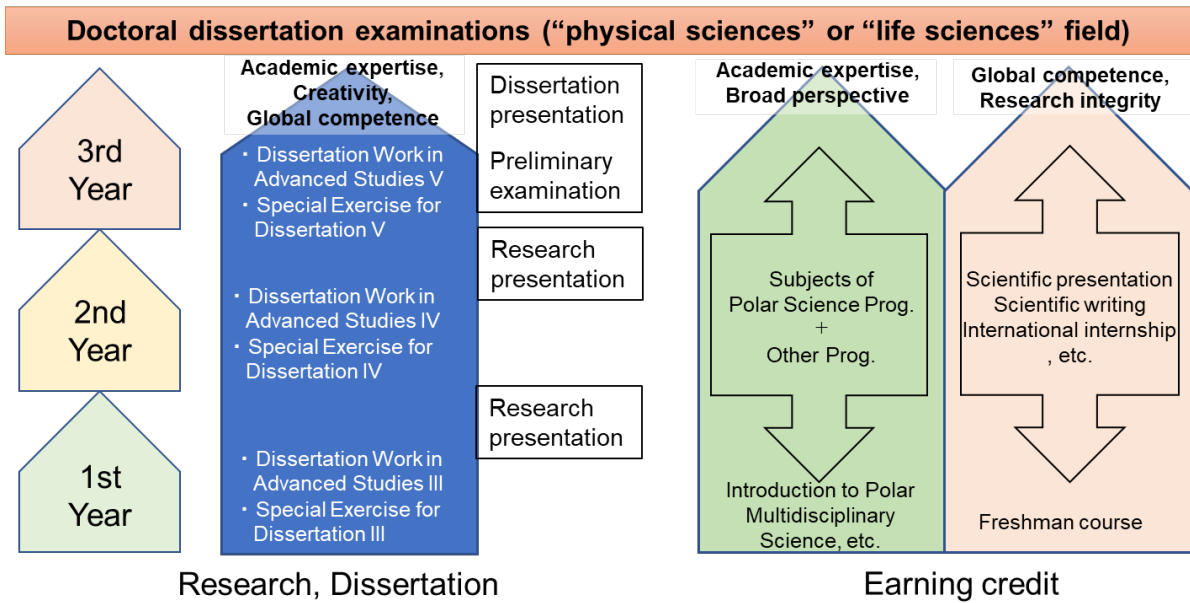 Doctoral dissertation examinations (“physical sciences” or “life sciences” field)
3rd
Year
2nd
Year
1st
Year
Academic expertise,
Creativity,
Global competence
・Dissertation Work in
Advanced Studies V
・Special Exercise for
Dissertation V
・Dissertation Work in
Advanced Studies IV
・Special Exercise for
Dissertation IV
・Dissertation Work in
Advanced Studies III
・Special Exercise for
Dissertation III
Dissertation
presentation
Preliminary
examination
Research
presentation
Research
presentation
Research, Dissertation
Academic expertise,
Broad perspective
Subjects of
Polar Science Prog.
+
Other Prog.
Introduction to Polar
Multidisciplinary
Science, etc.
Global competence,
Research integrity
Scientific presentation
Scientific writing
International internship
, etc.
Freshman course
Earning credit